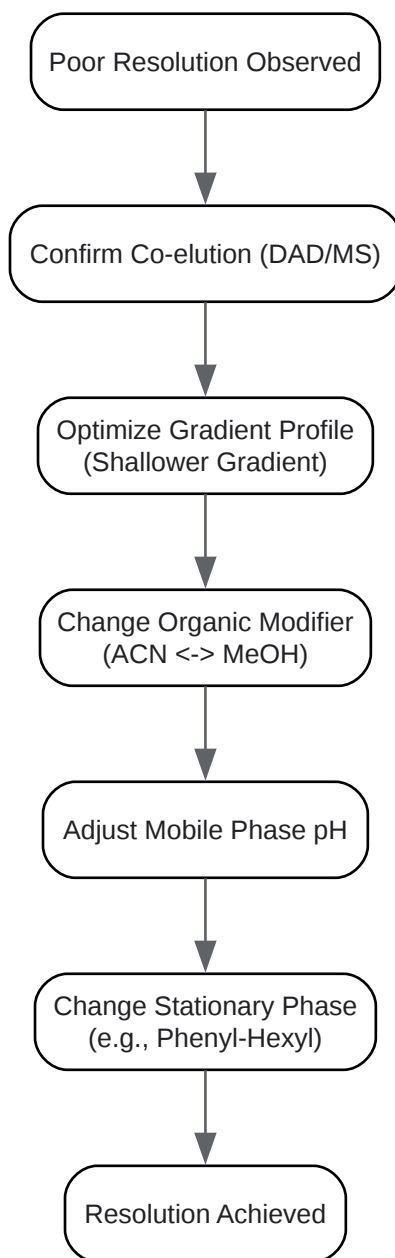 Poor Resolution Observed
Confirm Co-elution (DAD/MS)
Optimize Gradient Profile
(Shallower Gradient)
Change Organic Modifier
(ACN <-> MeOH)
Adjust Mobile Phase pH
Change Stationary Phase
(e.g., Phenyl-Hexyl)
Resolution Achieved